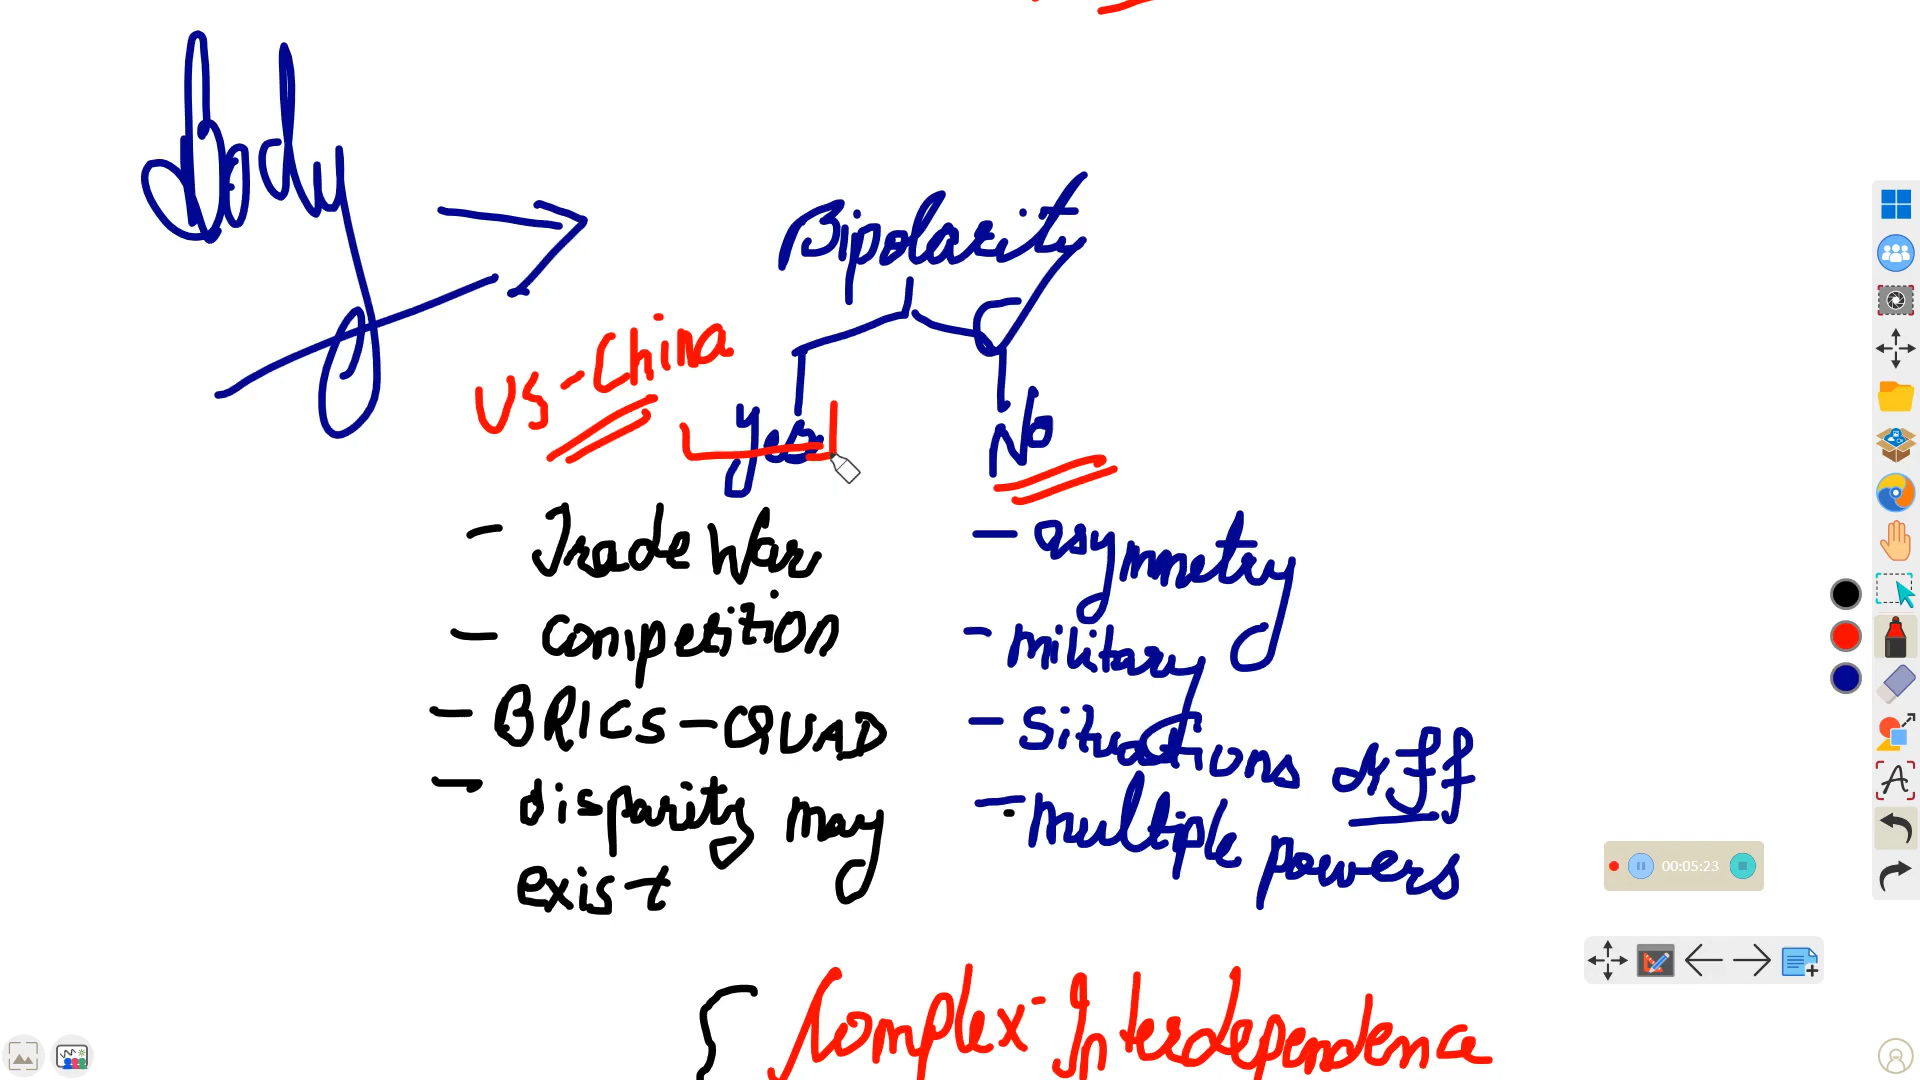 Body
Bipolarity
US-China
Yes No
- Trade War
- Competition
- BRICS - QUAD
- disparity may
exist
- asymmetry
- military
- Situations diff
- multiple powers
Complex-Interdependence
00:05:23